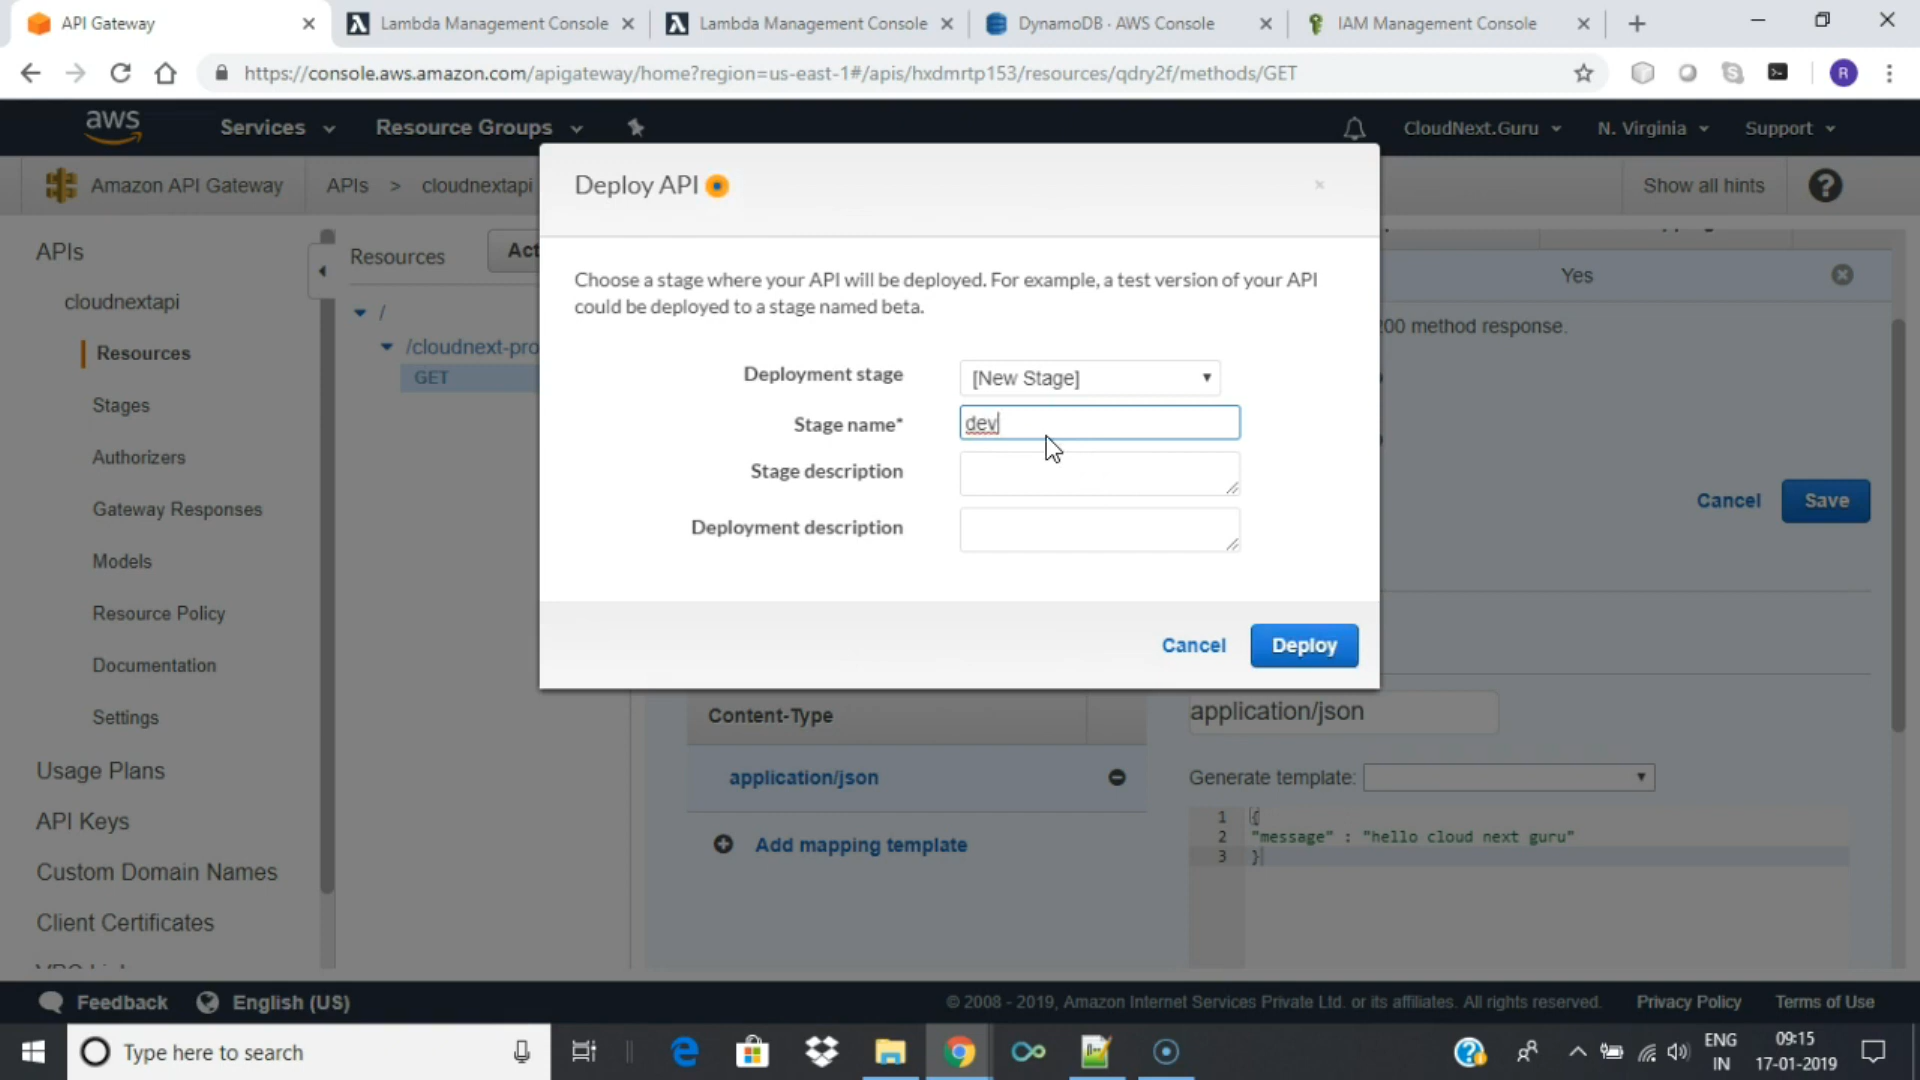 API Gateway
Lambda Management Console
Lambda Management Console
DynamoDB · AWS Console
IAM Management Console
https://console.aws.amazon.com/apigateway/home?region=us-east-1#/apis/hxdmrtp153/resources/qdry2f/methods/GET
R
aws
Services
Resource Groups
CloudNext.Guru
N. Virginia
Support
Amazon API Gateway
APIs > cloudnextapi
Show all hints
Deploy API
Choose a stage where your API will be deployed. For example, a test version of your API
could be deployed to a stage named beta.
Deployment stage
[New Stage]
Stage name*
dev
Stage description
Deployment description
Cancel
Deploy
APIs
cloudnextapi
Resources
Stages
Authorizers
Gateway Responses
Models
Resource Policy
Documentation
Settings
Usage Plans
API Keys
Custom Domain Names
Client Certificates
Resources
Act
/
/cloudnext-pro
GET
Yes
00 method response.
Cancel
Save
Content-Type
application/json
Add mapping template
application/json
Generate template:
1 {
2 "message" : "hello cloud next guru"
3 }
Feedback
English (US)
© 2008 - 2019, Amazon Internet Services Private Ltd. or its affiliates. All rights reserved.
Privacy Policy
Terms of Use
Type here to search
ENG
IN
09:15
17-01-2019